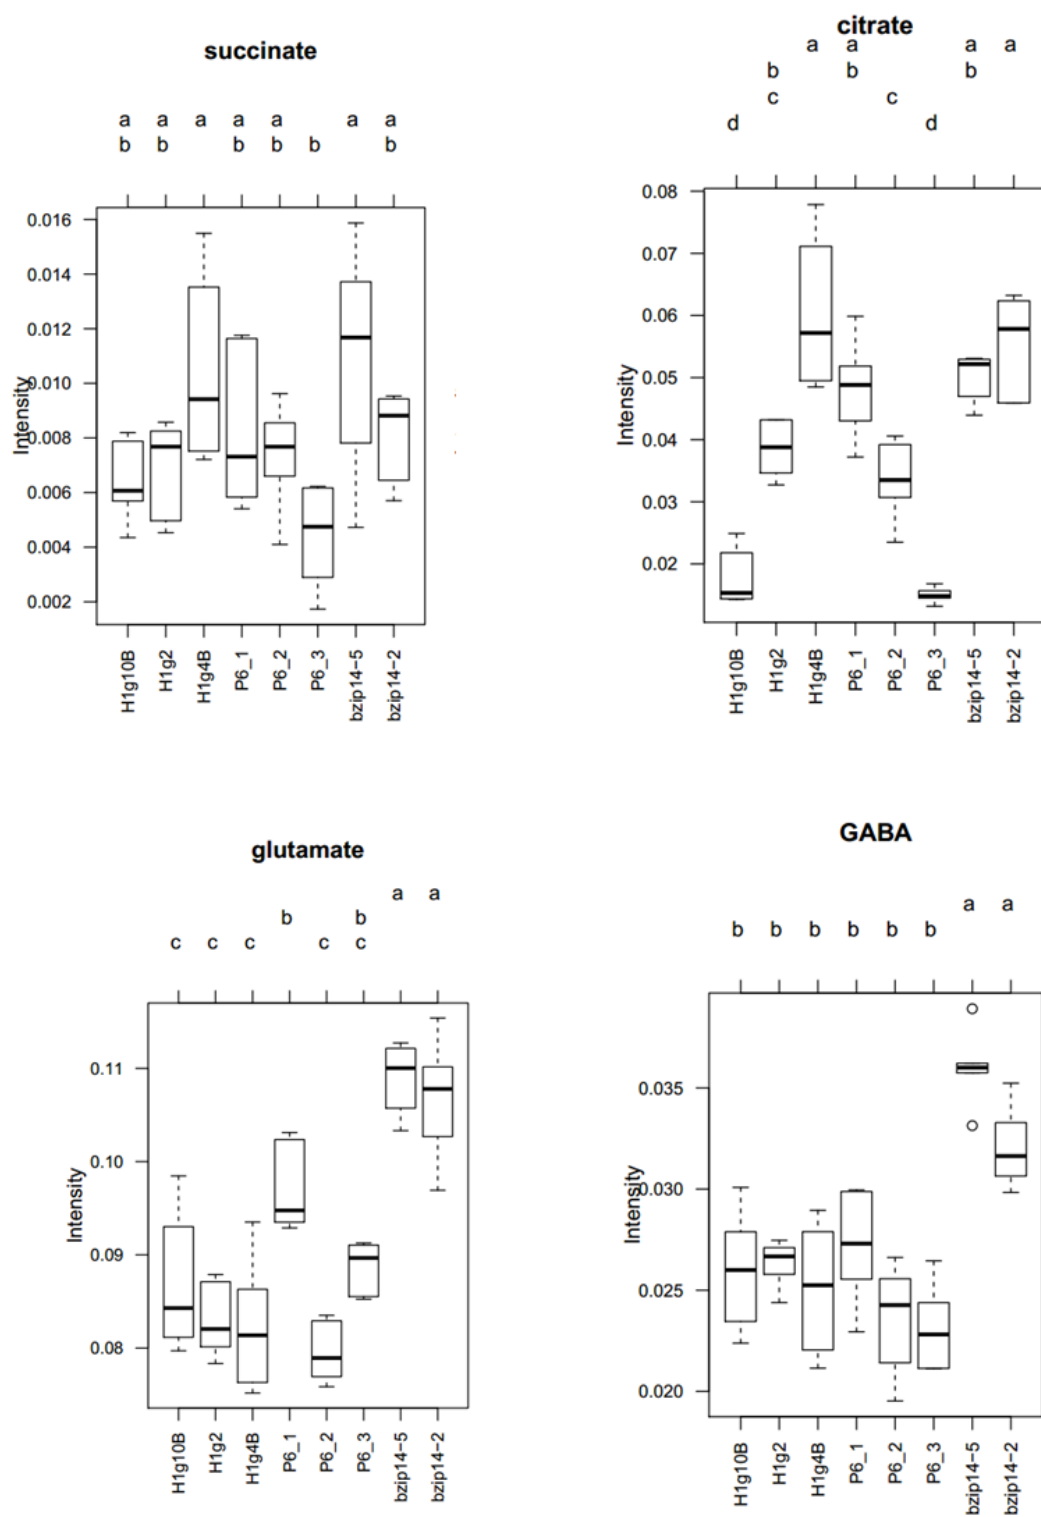 succinate
a a a a a a a
b b b b b b
0.016
0.014
0.012
0.010
0.008
0.006
0.004
0.002
Intensity
H1g10B H1g2 H1g4B P6_1 P6_2 P6_3 bzip14−5 bzip14−2
citrate
a a a a
b b b
c c
d d
0.08
0.07
0.06
0.05
0.04
0.03
0.02
Intensity
H1g10B H1g2 H1g4B P6_1 P6_2 P6_3 bzip14−5 bzip14−2
glutamate
a a
b b
c c c c c
0.11
0.10
0.09
0.08
Intensity
H1g10B H1g2 H1g4B P6_1 P6_2 P6_3 bzip14−5 bzip14−2
GABA
a a
b b b b b b
0.035
0.030
0.025
0.020
Intensity
H1g10B H1g2 H1g4B P6_1 P6_2 P6_3 bzip14−5 bzip14−2